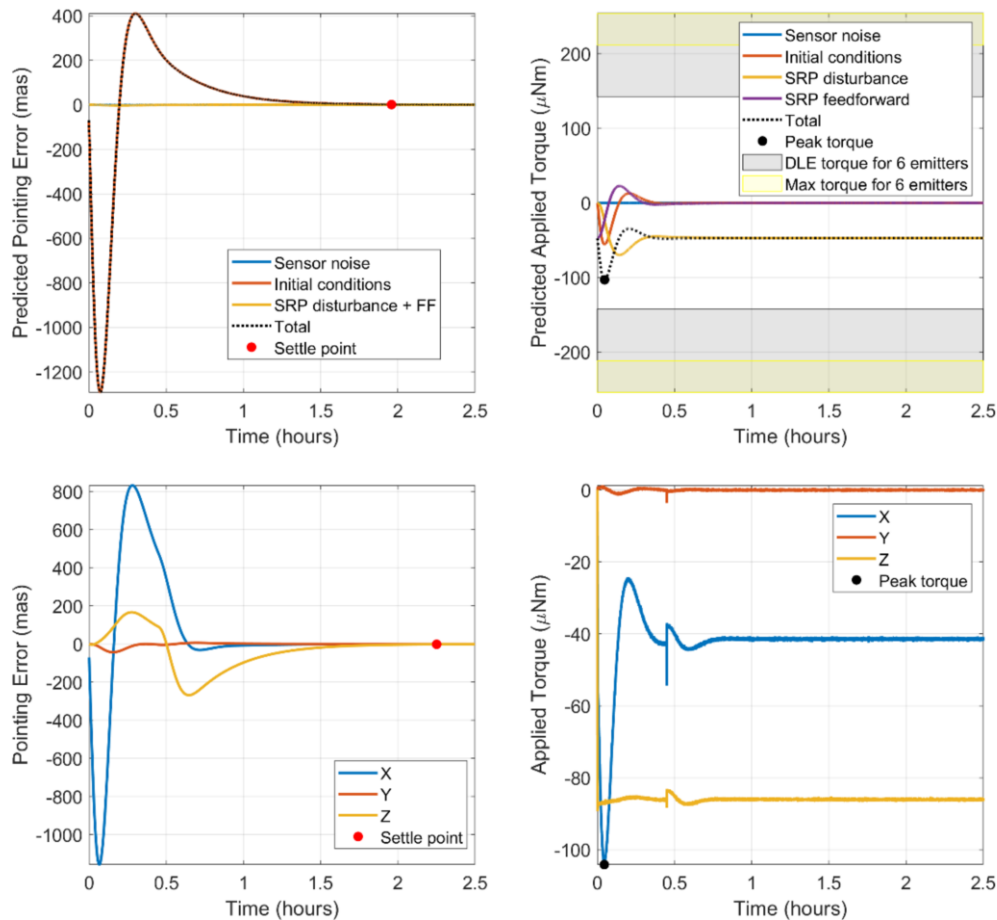 400
200
0
-200
-400
-600
-800
-1000
-1200
Predicted Pointing Error (mas)
Sensor noise
Initial conditions
SRP disturbance + FF
Total
Settle point
0 0.5 1 1.5 2 2.5
Time (hours)
200
100
0
-100
-200
Predicted Applied Torque (μNm)
Sensor noise
Initial conditions
SRP disturbance
SRP feedforward
Total
Peak torque
DLE torque for 6 emitters
Max torque for 6 emitters
0 0.5 1 1.5 2 2.5
Time (hours)
800
600
400
200
0
-200
-400
-600
-800
-1000
Pointing Error (mas)
X
Y
Z
Settle point
0 0.5 1 1.5 2 2.5
Time (hours)
0
-20
-40
-60
-80
-100
Applied Torque (μNm)
X
Y
Z
Peak torque
0 0.5 1 1.5 2 2.5
Time (hours)